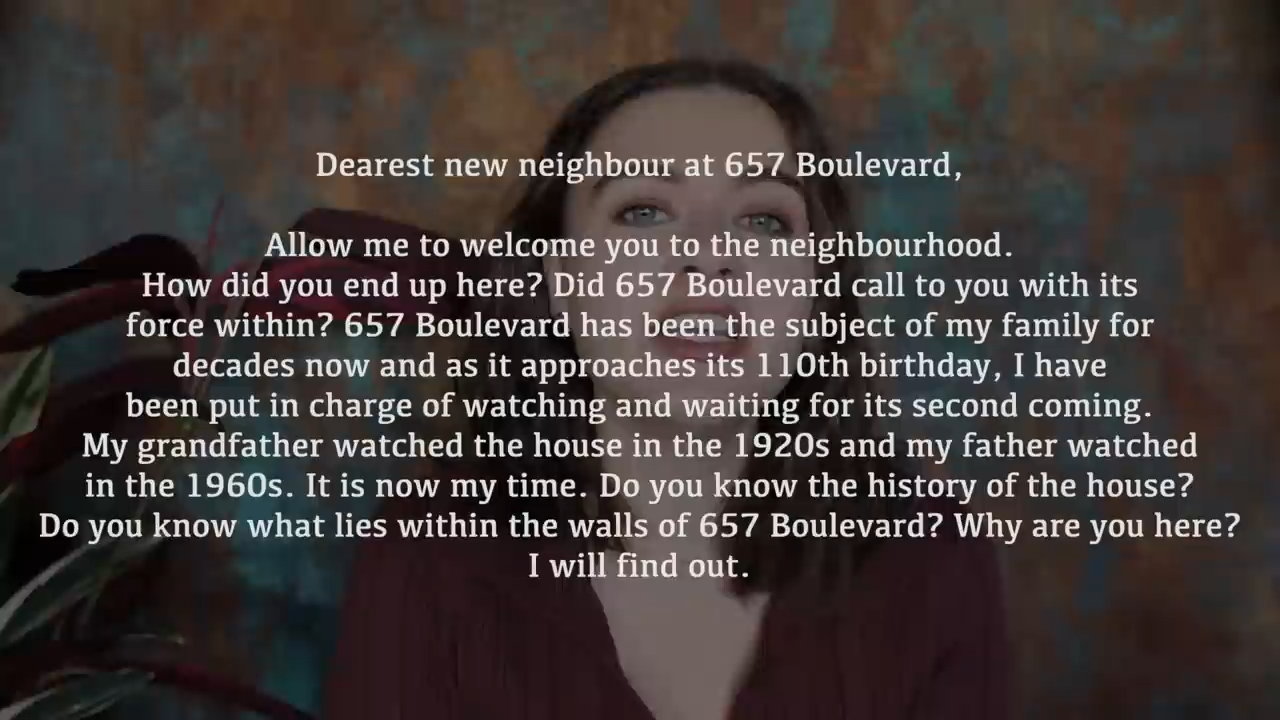 Dearest new neighbour at 657 Boulevard,
Allow me to welcome you to the neighbourhood.
How did you end up here? Did 657 Boulevard call to you with its
force within? 657 Boulevard has been the subject of my family for
decades now and as it approaches its 110th birthday, I have
been put in charge of watching and waiting for its second coming.
My grandfather watched the house in the 1920s and my father watched
in the 1960s. It is now my time. Do you know the history of the house?
Do you know what lies within the walls of 657 Boulevard? Why are you here?
I will find out.